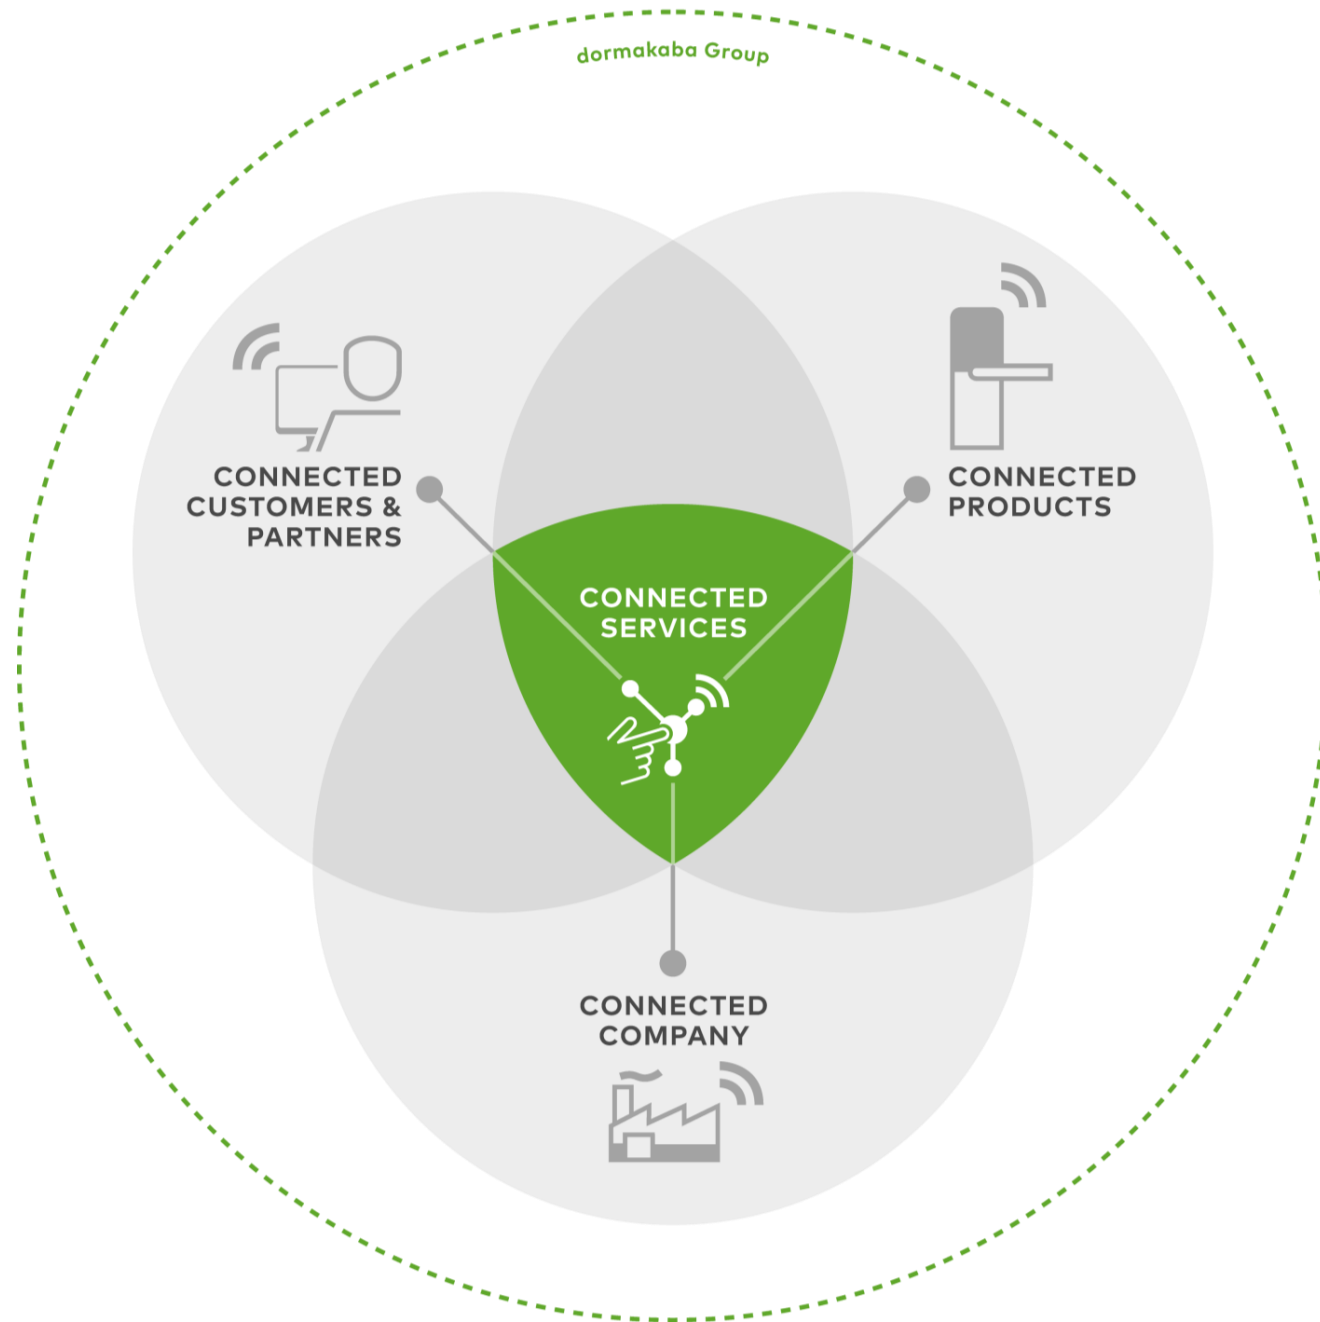 dormakaba Group
CONNECTED
CUSTOMERS &
PARTNERS
CONNECTED
PRODUCTS
CONNECTED
SERVICES
CONNECTED
COMPANY